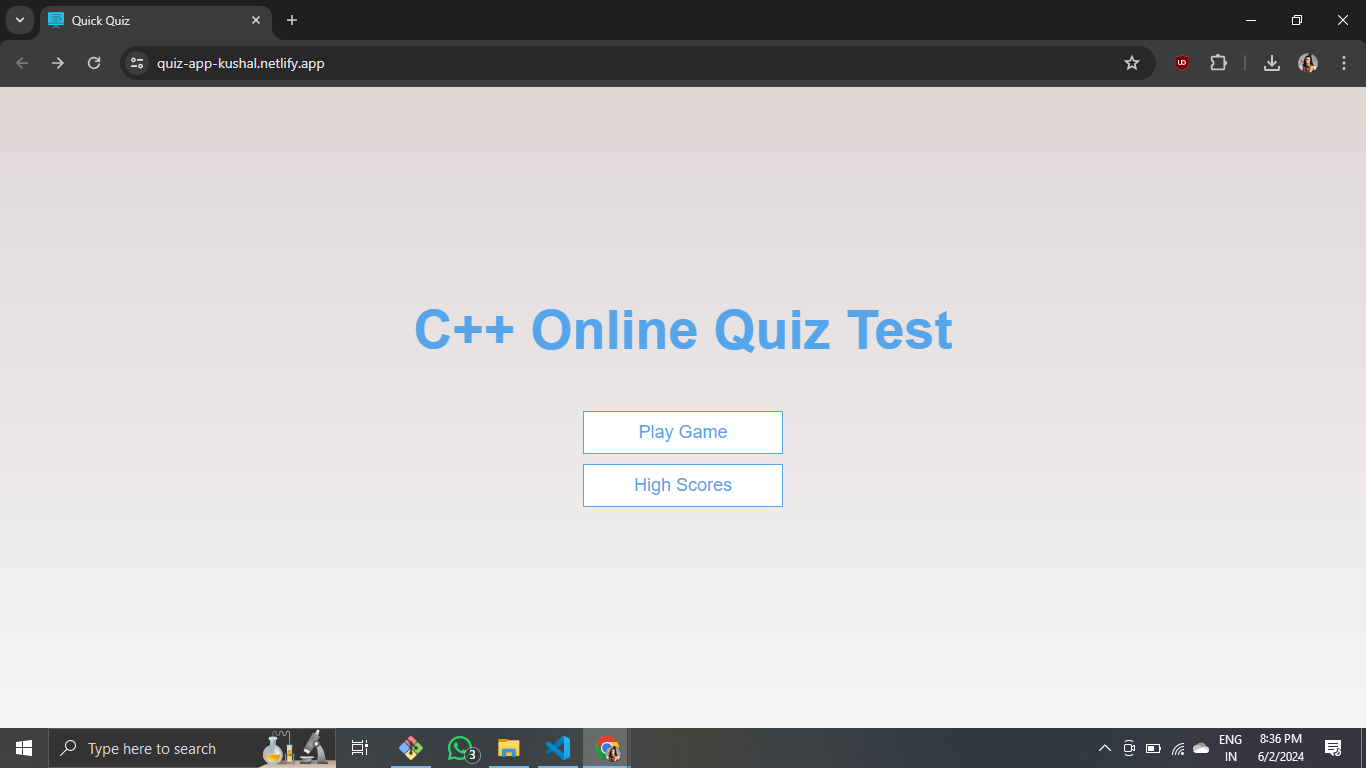 Quick Quiz
quiz-app-kushal.netlify.app
C++ Online Quiz Test
Play Game
High Scores
Type here to search
3
ENG
IN
8:36 PM
6/2/2024